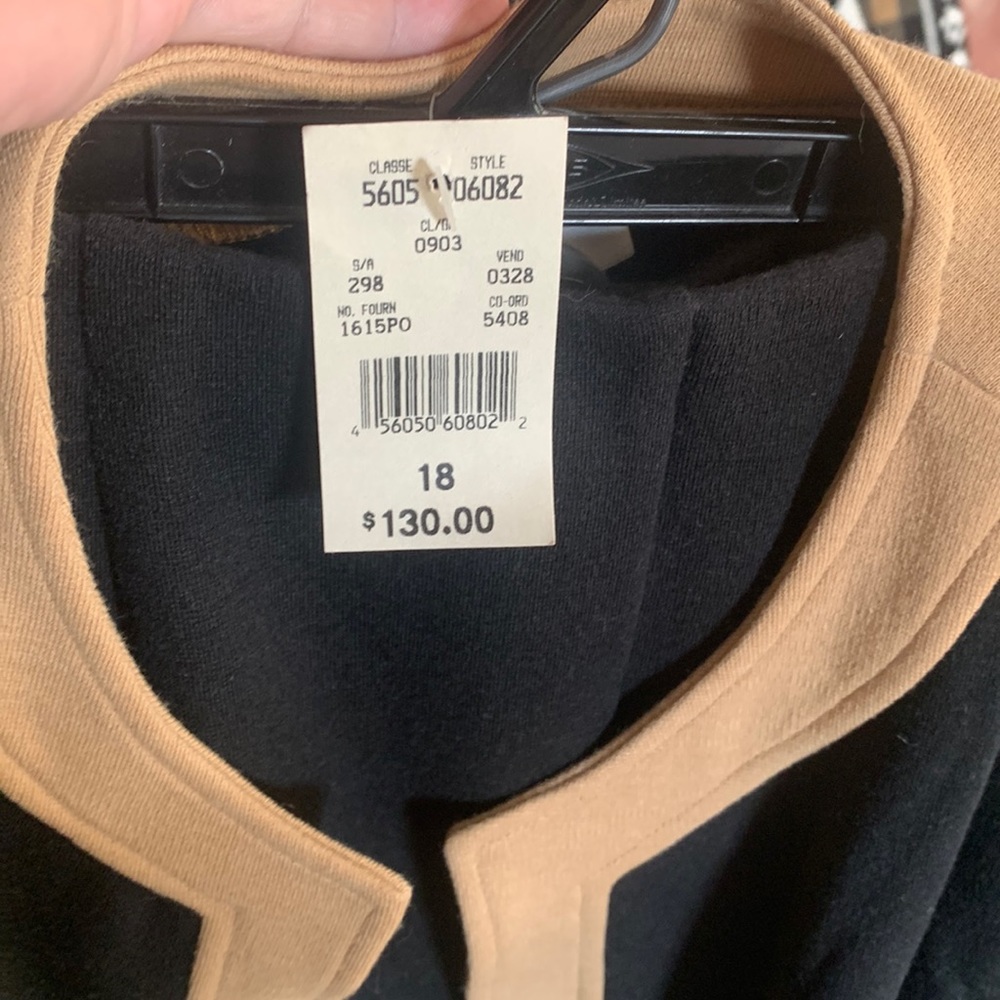 CLASSE STYLE
5605 06082
0903
S/A VEND
298 0328
NO. FOURN CO-ORD
1615PO 5408
4 56050 60802 2
18
$130.00